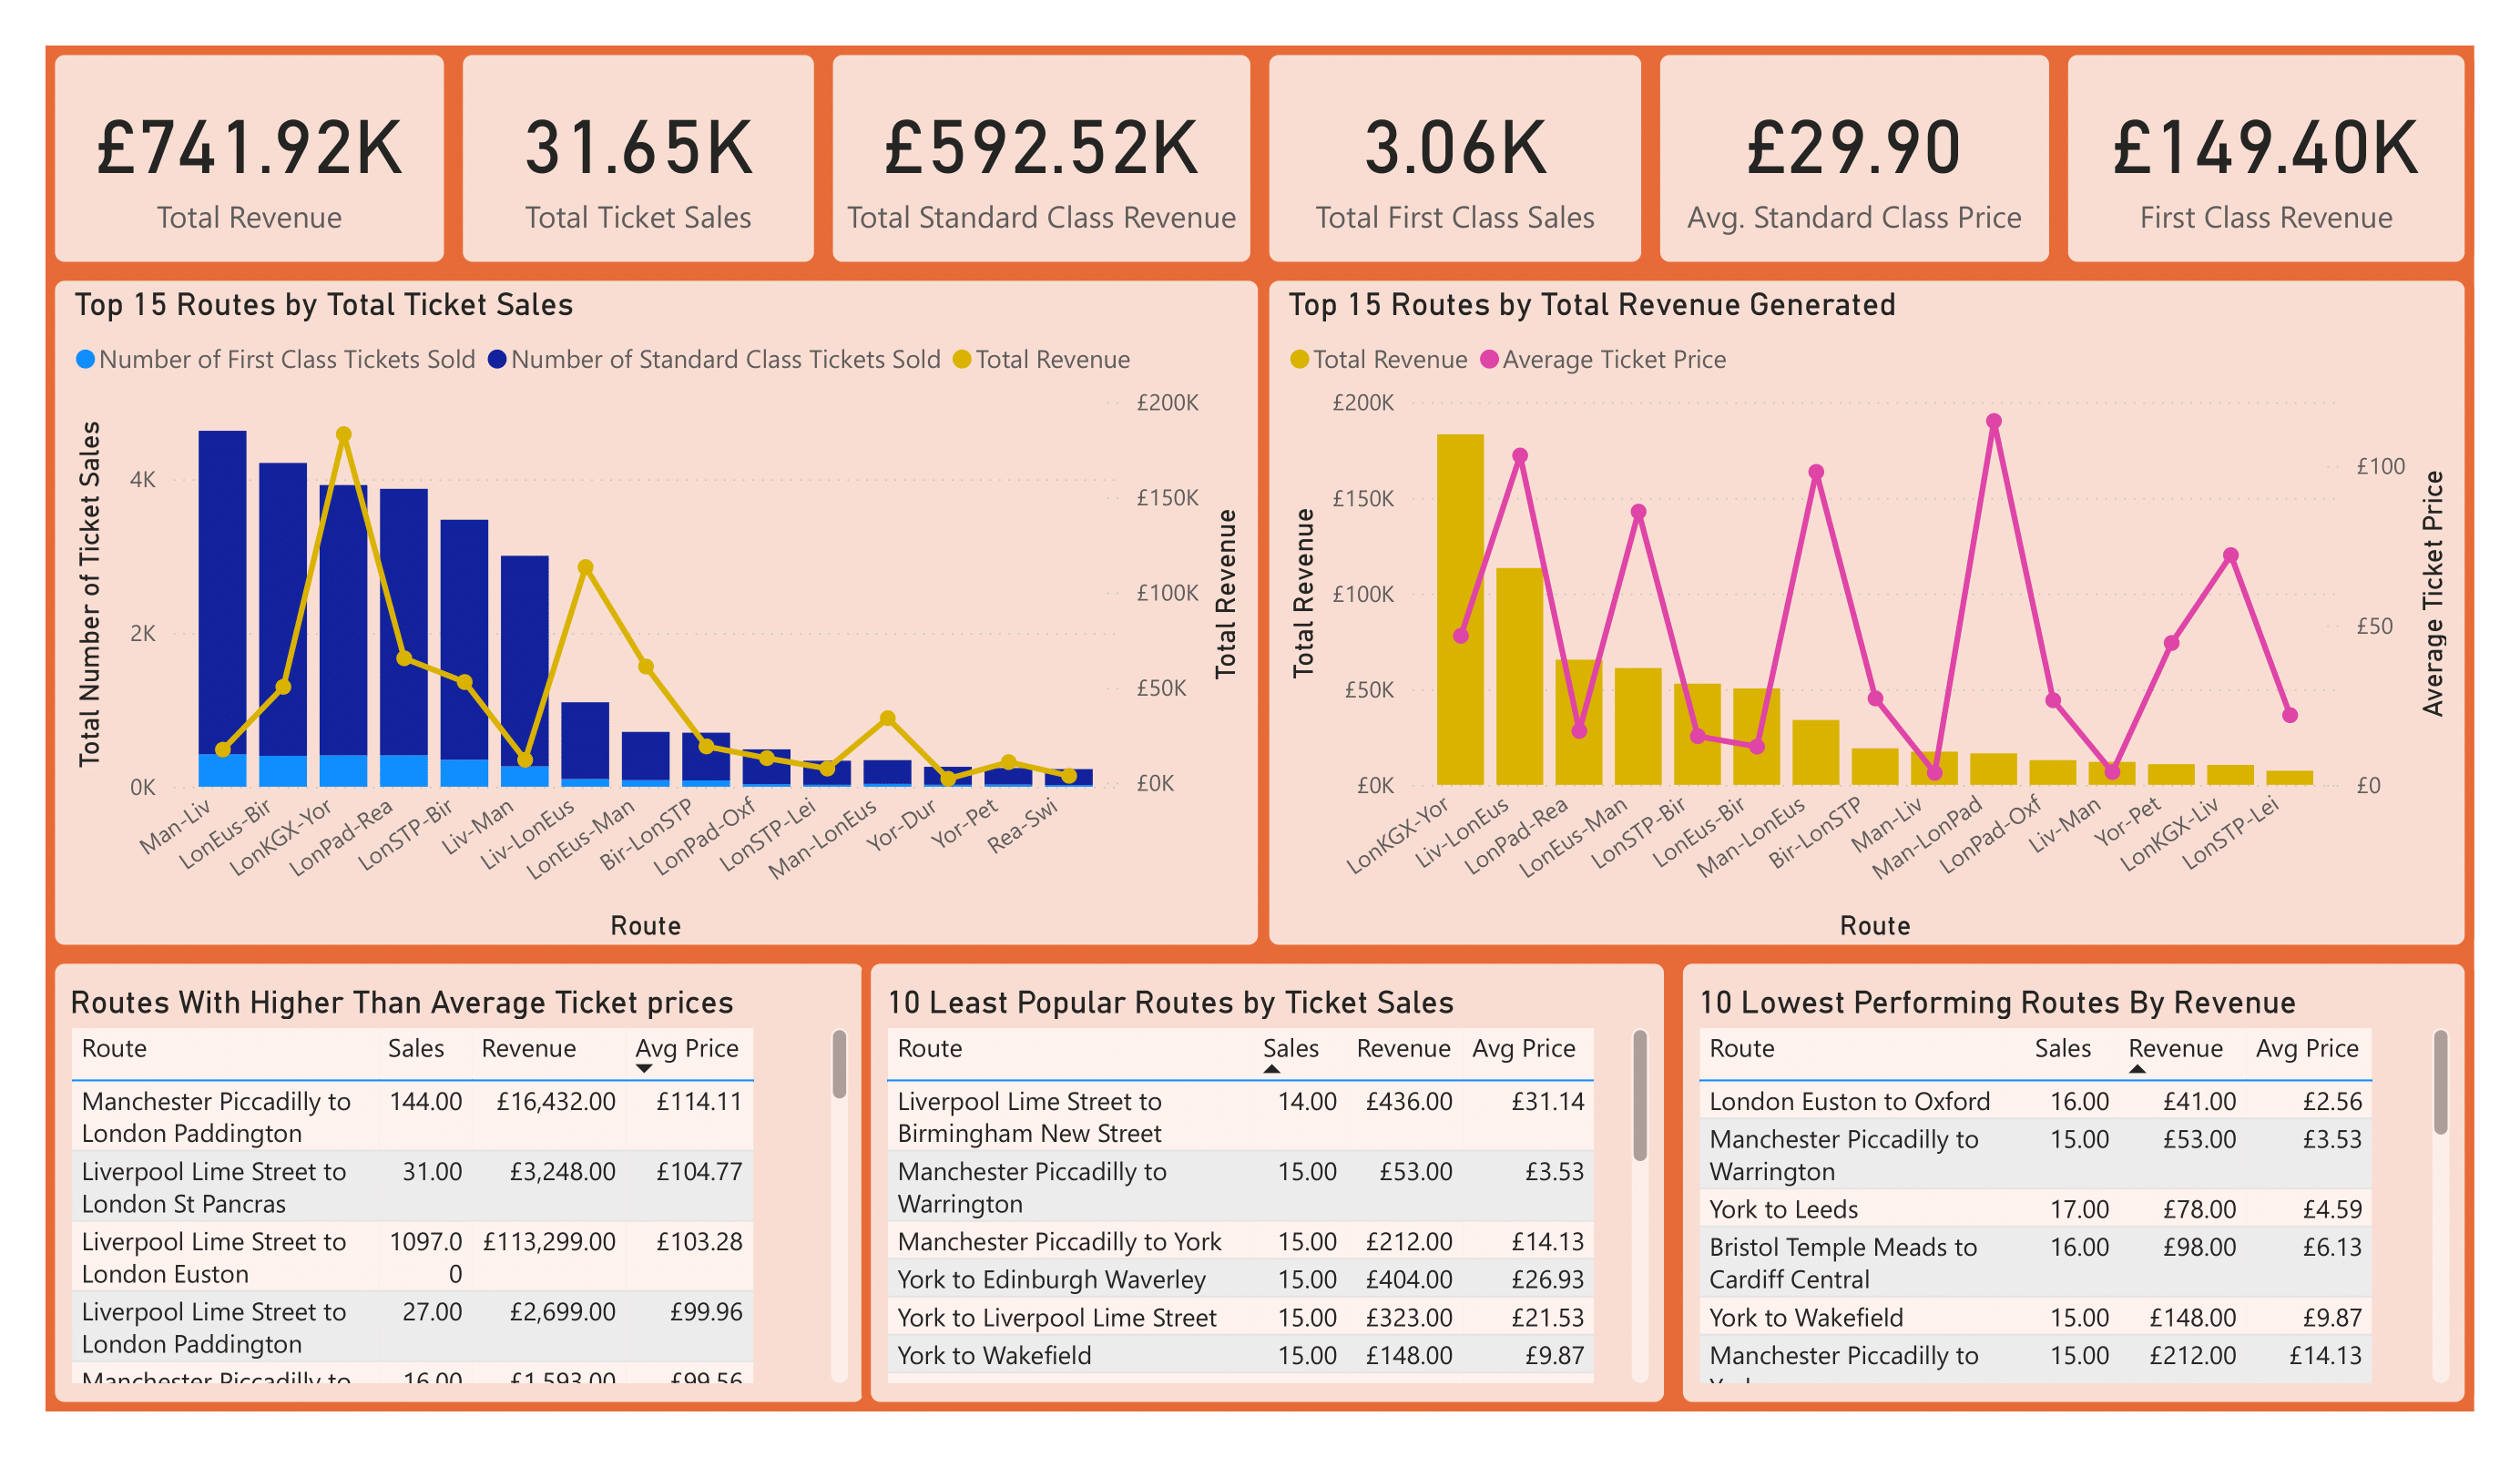 £741.92K
Total Revenue
31.65K
Total Ticket Sales
£592.52K
Total Standard Class Revenue
3.06K
Total First Class Sales
£29.90
Avg. Standard Class Price
£149.40K
First Class Revenue
Top 15 Routes by Total Ticket Sales
Number of First Class Tickets Sold Number of Standard Class Tickets Sold Total Revenue
Total Number of Ticket Sales
4K
2K
0K
£200K
£150K
£100K
£50K
£0K
Total Revenue
Man-Liv
LonEus-Bir
LonKGX-Yor
LonPad-Rea
LonSTP-Bir
Liv-Man
Liv-LonEus
LonEus-Man
Bir-LonSTP
LonPad-Oxf
LonSTP-Lei
Man-LonEus
Yor-Dur
Yor-Pet
Rea-Swi
Route
Top 15 Routes by Total Revenue Generated
Total Revenue Average Ticket Price
Total Revenue
£200K
£150K
£100K
£50K
£0K
£100
£50
£0
Average Ticket Price
LonKGX-Yor
Liv-LonEus
LonPad-Rea
LonEus-Man
LonSTP-Bir
LonEus-Bir
Man-LonEus
Bir-LonSTP
Man-Liv
Man-LonPad
LonPad-Oxf
Liv-Man
Yor-Pet
LonKGX-Liv
LonSTP-Lei
Route
Routes With Higher Than Average Ticket prices
Route Sales Revenue Avg Price
Manchester Piccadilly to 144.00 £16,432.00 £114.11
London Paddington
Liverpool Lime Street to 31.00 £3,248.00 £104.77
London St Pancras
Liverpool Lime Street to 1097.0 £113,299.00 £103.28
London Euston 0
Liverpool Lime Street to 27.00 £2,699.00 £99.96
London Paddington
Manchester Piccadilly to 16.00 £1,593.00 £99.56
10 Least Popular Routes by Ticket Sales
Route Sales Revenue Avg Price
Liverpool Lime Street to 14.00 £436.00 £31.14
Birmingham New Street
Manchester Piccadilly to 15.00 £53.00 £3.53
Warrington
Manchester Piccadilly to York 15.00 £212.00 £14.13
York to Edinburgh Waverley 15.00 £404.00 £26.93
York to Liverpool Lime Street 15.00 £323.00 £21.53
York to Wakefield 15.00 £148.00 £9.87
10 Lowest Performing Routes By Revenue
Route Sales Revenue Avg Price
London Euston to Oxford 16.00 £41.00 £2.56
Manchester Piccadilly to 15.00 £53.00 £3.53
Warrington
York to Leeds 17.00 £78.00 £4.59
Bristol Temple Meads to 16.00 £98.00 £6.13
Cardiff Central
York to Wakefield 15.00 £148.00 £9.87
Manchester Piccadilly to 15.00 £212.00 £14.13